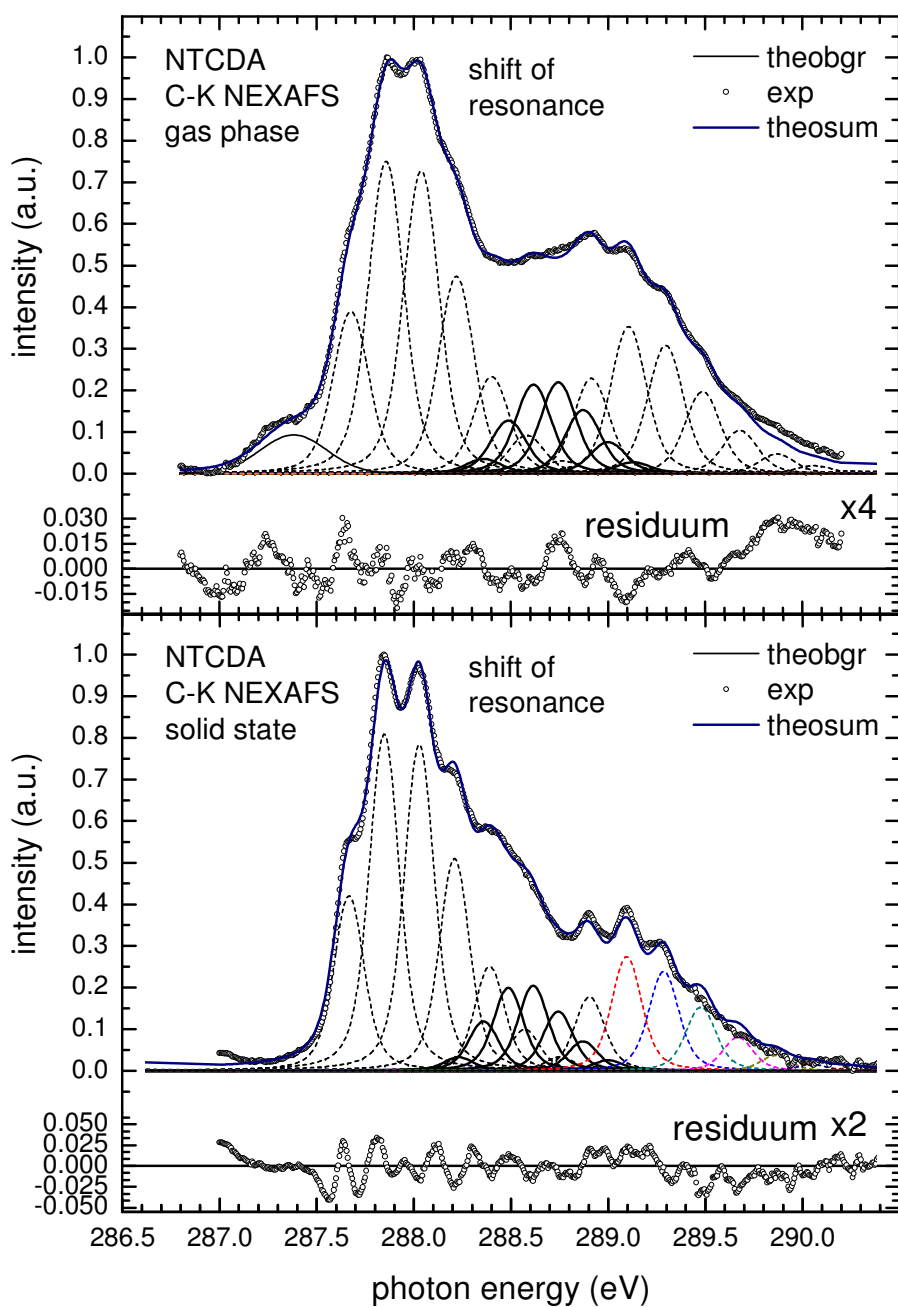 NTCDA
C-K NEXAFS
gas phase
shift of
resonance
theobgr
exp
theosum
1.0
0.9
0.8
0.7
0.6
0.5
0.4
0.3
0.2
0.1
0.0
intensity (a.u.)
0.030
0.015
0.000
-0.015
residuum
x4
NTCDA
C-K NEXAFS
solid state
shift of
resonance
theobgr
exp
theosum
1.0
0.9
0.8
0.7
0.6
0.5
0.4
0.3
0.2
0.1
0.0
intensity (a.u.)
0.050
0.025
0.000
-0.025
-0.050
residuum x2
286.5 287.0 287.5 288.0 288.5 289.0 289.5 290.0
photon energy (eV)